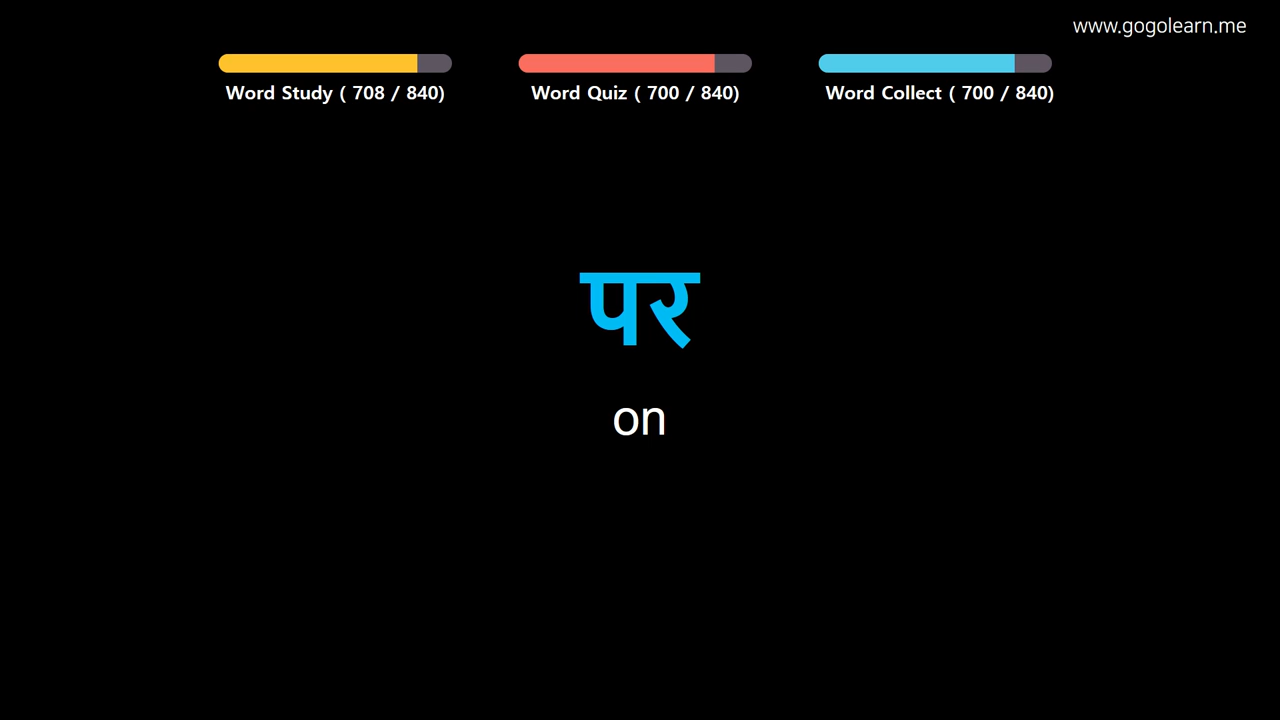 www.gogolearn.me
Word Study ( 708 / 840)
Word Quiz ( 700 / 840)
Word Collect ( 700 / 840)
पर
on